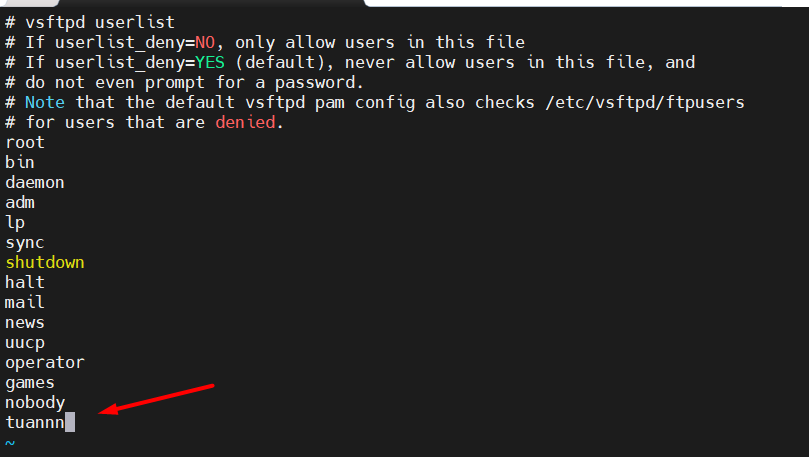 # vsftpd userlist
# If userlist_deny=NO, only allow users in this file
# If userlist_deny=YES (default), never allow users in this file, and
# do not even prompt for a password.
# Note that the default vsftpd pam config also checks /etc/vsftpd/ftpusers
# for users that are denied.
root
bin
daemon
adm
lp
sync
shutdown
halt
mail
news
uucp
operator
games
nobody
tuannn
~